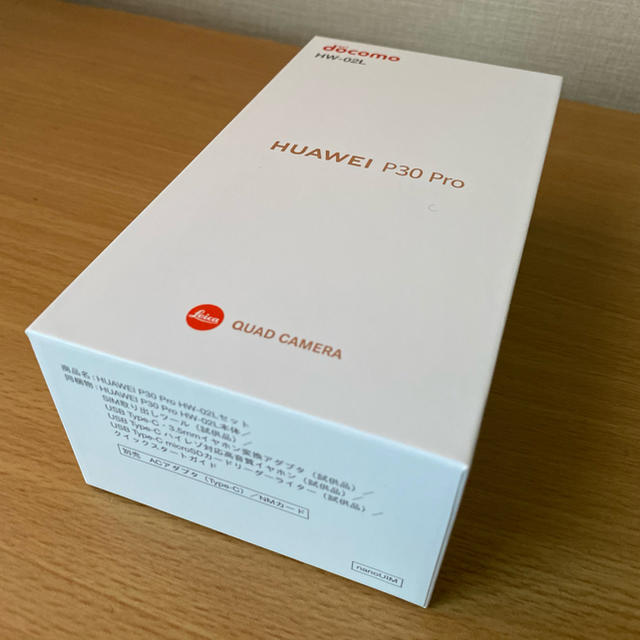 docomo
HW-02L
HUAWEI P30 Pro
Leica
QUAD CAMERA
商品名：HUAWEI P30 Pro HW-02Lセット
同梱物：HUAWEI P30 Pro HW-02L本体／
SIM取り出しツール（試供品）／
USB Type-C - 3.5mmイヤホン変換アダプタ（試供品）／
USB Type-C ハイレゾ対応高音質イヤホン（試供品）／
USB Type-C microSDカードリーダーライター（試供品）／
クイックスタートガイド
別売 ACアダプタ（Type-C）／NMカード
nanoUIM